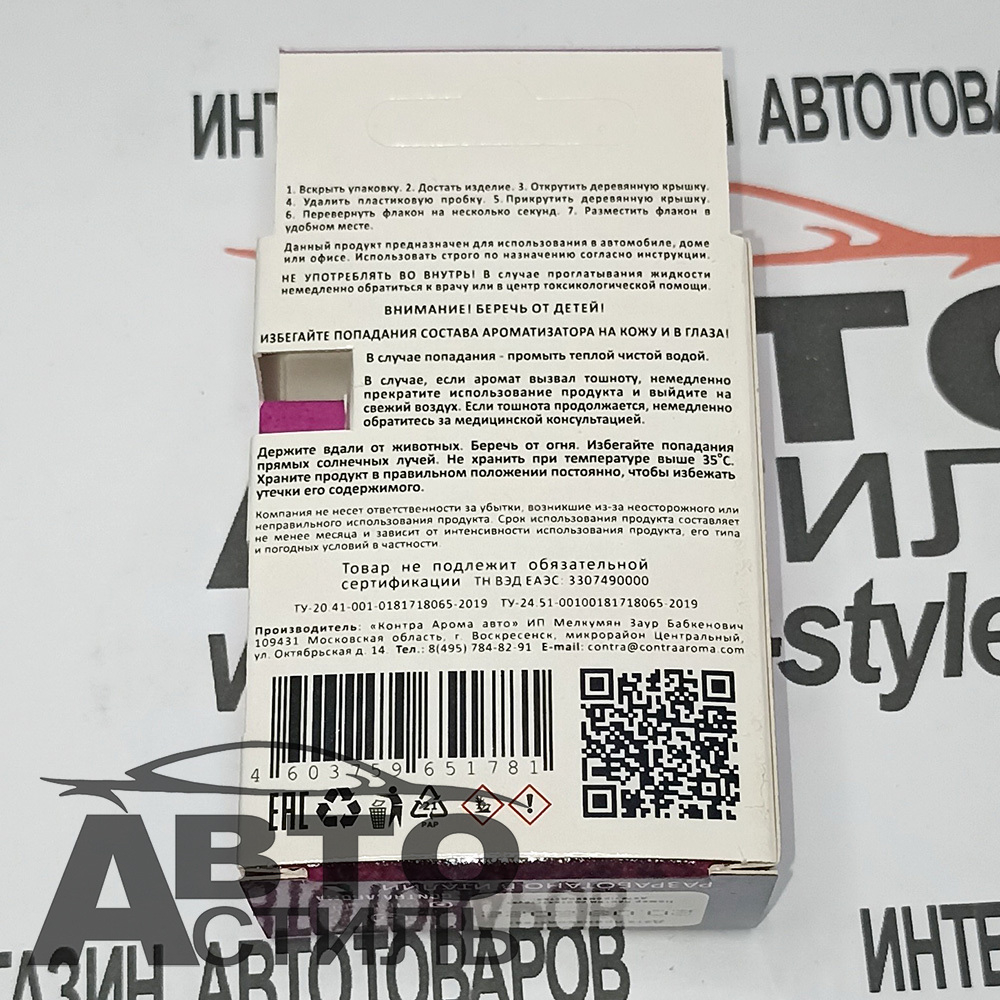 ИНТ
АВТОТОВА
1. Вскрыть упаковку. 2. Достать изделие. 3. Открутить деревянную крышку.
4. Удалить пластиковую пробку. 5. Прикрутить деревянную крышку.
6. Перевернуть флакон на несколько секунд. 7. Разместить флакон в
удобном месте.
Данный продукт предназначен для использования в автомобиле, доме
или офисе. Использовать строго по назначению согласно инструкции.
НЕ УПОТРЕБЛЯТЬ ВО ВНУТРЬ! В случае проглатывания жидкости
немедленно обратиться к врачу или в центр токсикологической помощи.
ВНИМАНИЕ! БЕРЕЧЬ ОТ ДЕТЕЙ!
ИЗБЕГАЙТЕ ПОПАДАНИЯ СОСТАВА АРОМАТИЗАТОРА НА КОЖУ И В ГЛАЗА!
В случае попадания - промыть теплой чистой водой.
В случае, если аромат вызвал тошноту, немедленно
прекратите использование продукта и выйдите на
свежий воздух. Если тошнота продолжается, немедленно
обратитесь за медицинской консультацией.
Держите вдали от животных. Беречь от огня. Избегайте попадания
прямых солнечных лучей. Не хранить при температуре выше 35°C.
Храните продукт в правильном положении постоянно, чтобы избежать
утечки его содержимого.
Компания не несет ответственности за убытки, возникшие из-за неосторожного или
неправильного использования продукта. Срок использования продукта составляет
не менее месяца и зависит от интенсивности использования продукта, его типа
и погодных условий в частности.
Товар не подлежит обязательной
сертификации ТН ВЭД ЕАЭС: 3307490000
ТУ-20.41-001-0181718065-2019 ТУ-24.51-00100181718065-2019
Производитель: «Контра Арома авто» ИП Мелкумян Заур Бабкенович
109431 Московская область, г. Воскресенск, микрорайон Центральный,
ул. Октябрьская д. 14. Тел.: 8(495) 784-82-91 E-mail: contra@contraaroma.com
-style
4 603759 651781
EAC
21
PAP
РАЗРАБОТАНО В ИТАЛИИ
АВТО
СТИЛЬ
ГАЗИН АВТОТОВАРОВ
ИНТЕ